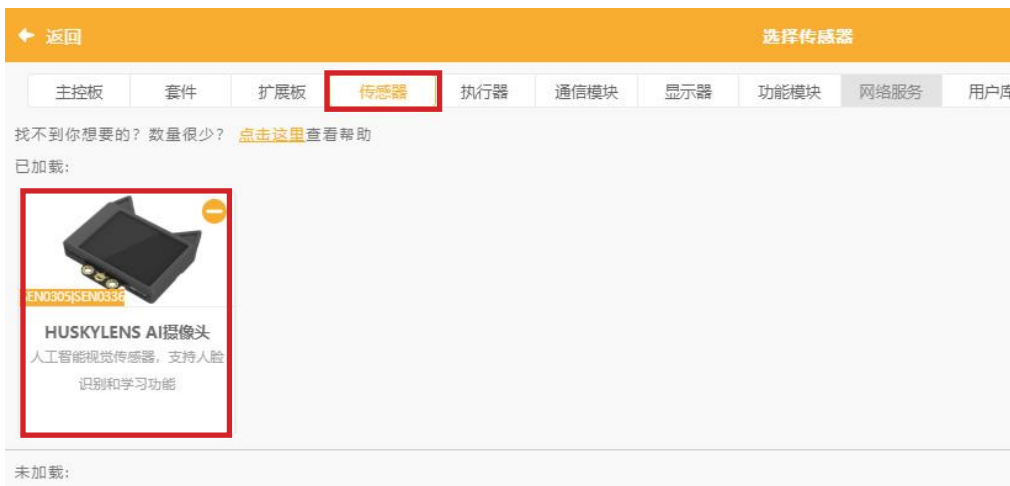 返回
选择传感器
主控板 套件 扩展板 传感器 执行器 通信模块 显示器 功能模块 网络服务 用户库
找不到你想要的? 数量很少? 点击这里查看帮助
已加载:
SEN0305|SEN0336
HUSKYLENS AI摄像头
人工智能视觉传感器, 支持人脸
识别和学习功能
未加载: